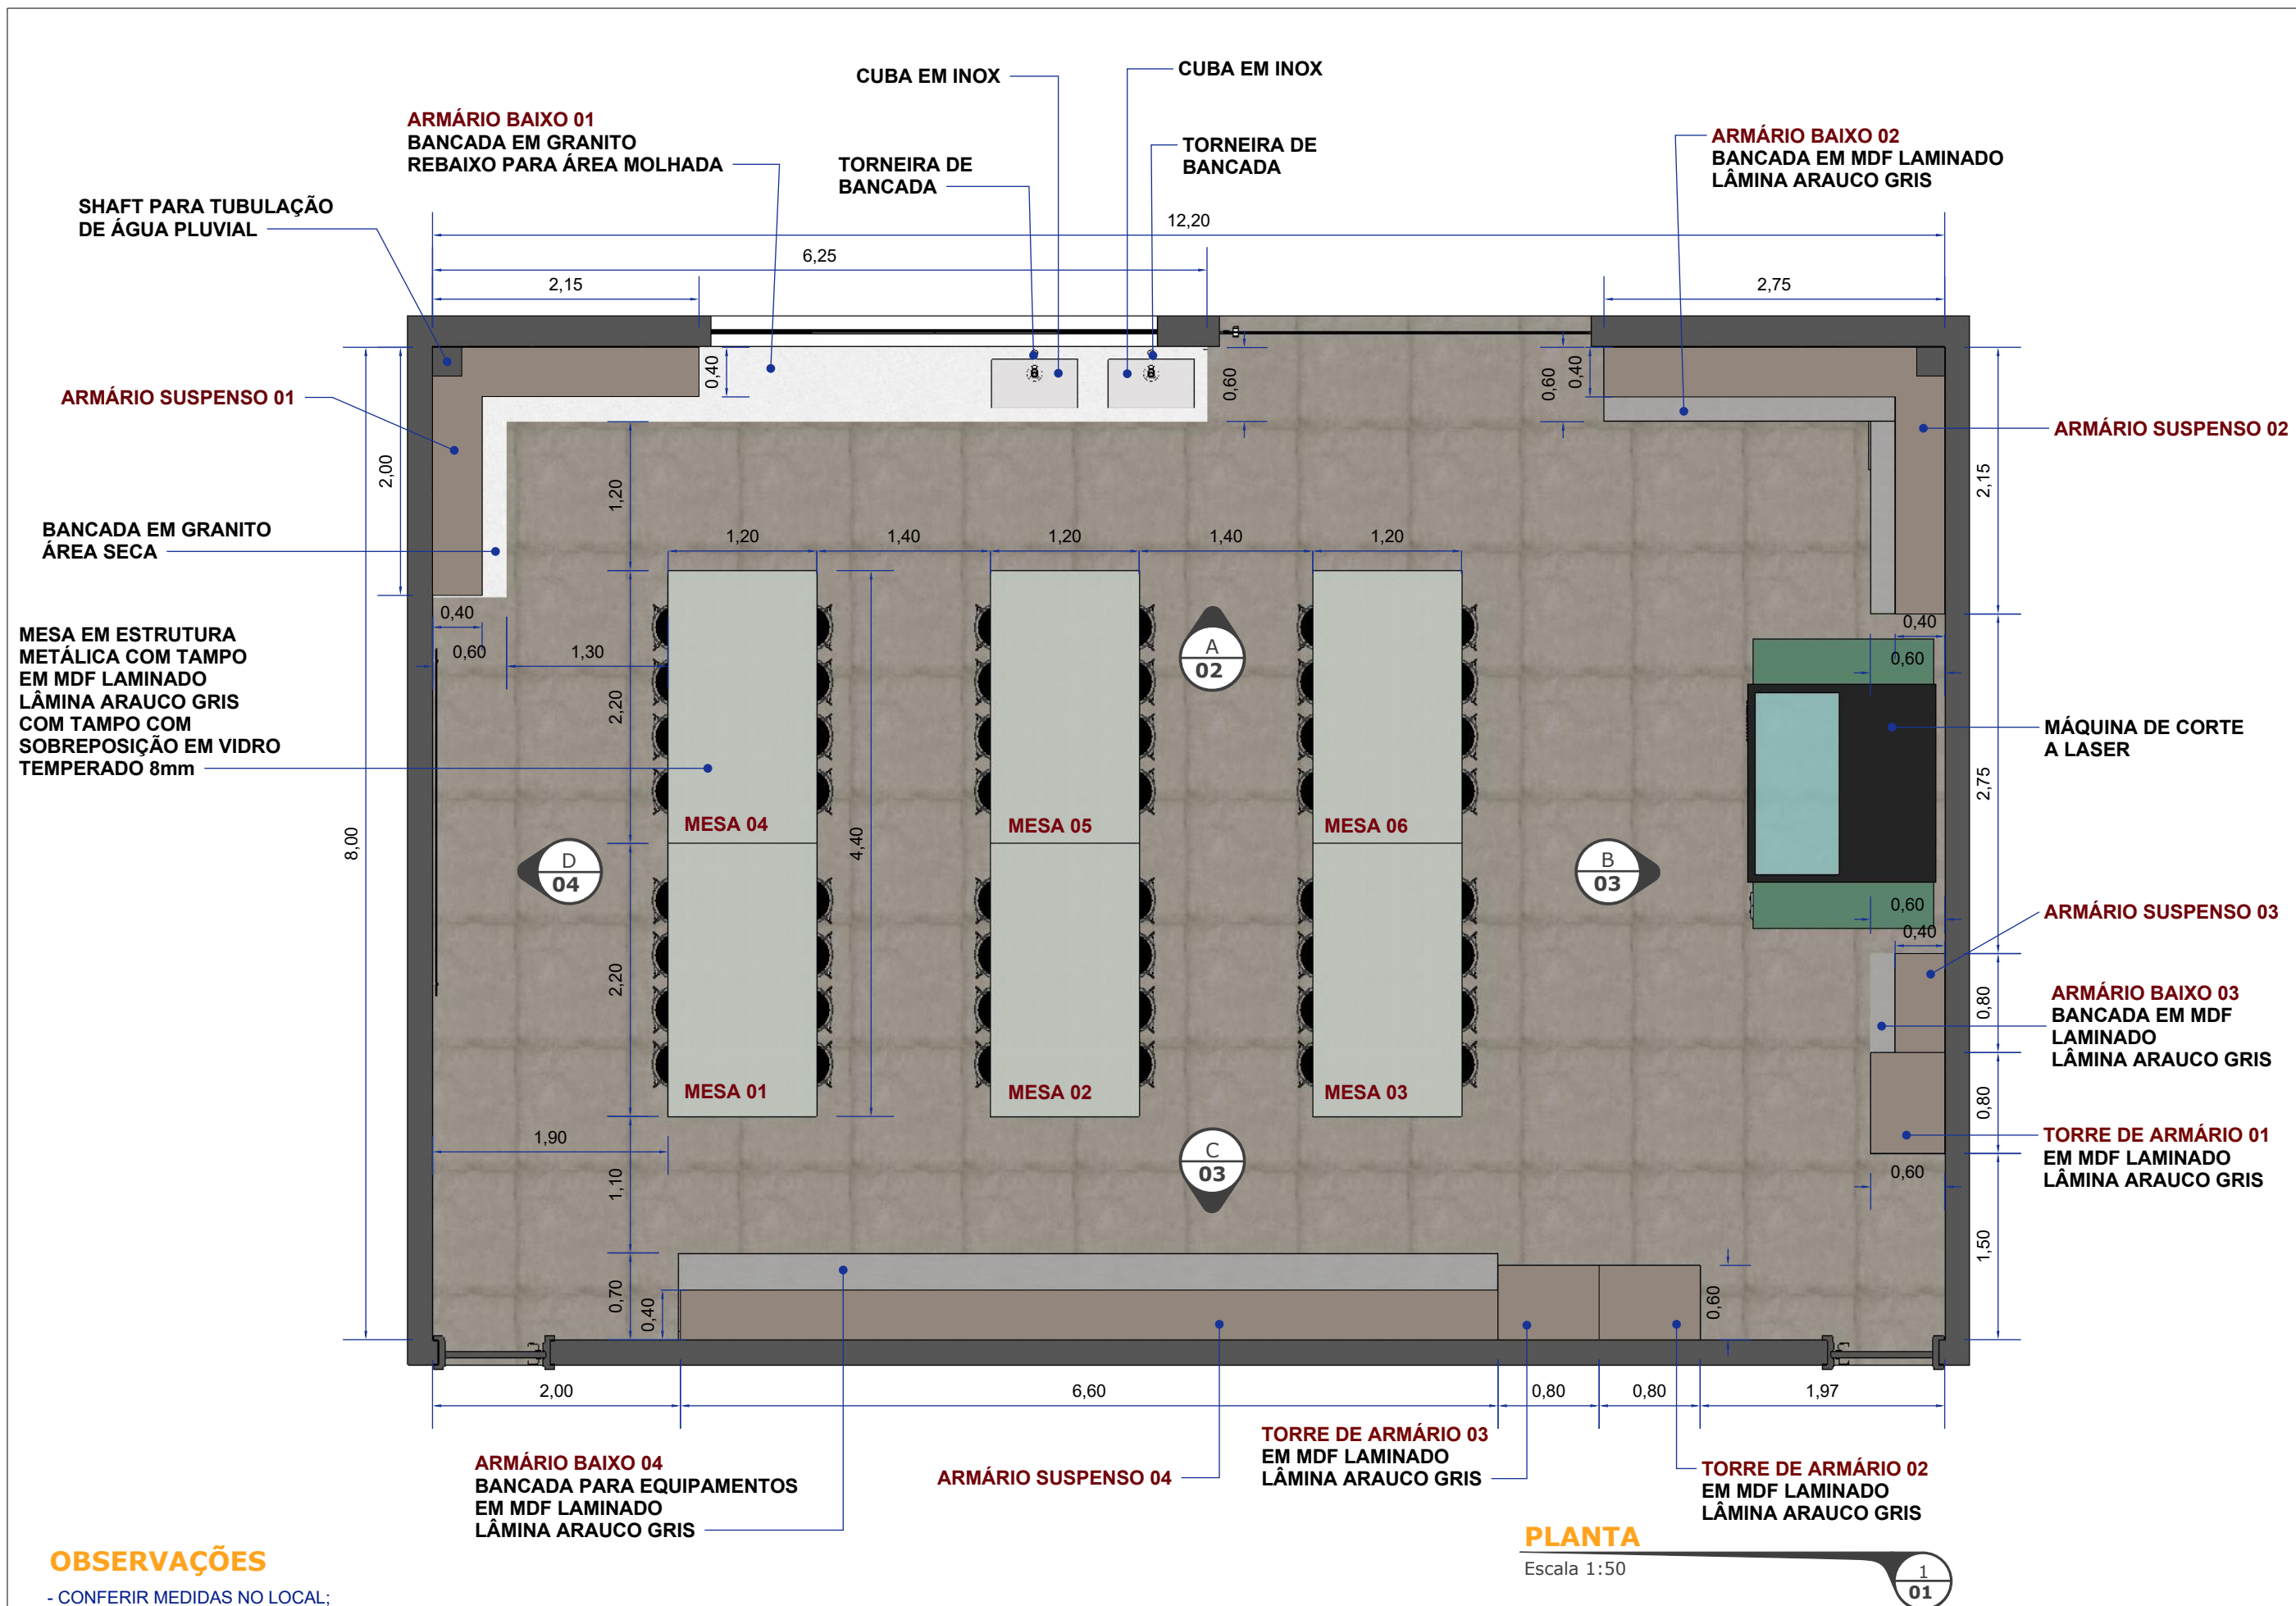 CUBA EM INOX
CUBA EM INOX
ARMÁRIO BAIXO 01
BANCADA EM GRANITO
REBAIXO PARA ÁREA MOLHADA
TORNEIRA DE
BANCADA
TORNEIRA DE
BANCADA
ARMÁRIO BAIXO 02
BANCADA EM MDF LAMINADO
LÂMINA ARAUCO GRIS
SHAFT PARA TUBULAÇÃO
DE ÁGUA PLUVIAL
12,20
6,25
2,15
2,75
ARMÁRIO SUSPENSO 01
0,40
0,60
0,60
0,40
ARMÁRIO SUSPENSO 02
2,00
1,20
2,15
BANCADA EM GRANITO
ÁREA SECA
1,20
1,40
1,20
1,40
1,20
0,40
0,60
1,30
0,40
0,60
MESA EM ESTRUTURA
METÁLICA COM TAMPO
EM MDF LAMINADO
LÂMINA ARAUCO GRIS
COM TAMPO COM
SOBREPOSIÇÃO EM VIDRO
TEMPERADO 8mm
A
02
2,20
MÁQUINA DE CORTE
A LASER
2,75
MESA 04
MESA 05
MESA 06
8,00
4,40
D
04
B
03
0,60
0,40
ARMÁRIO SUSPENSO 03
2,20
0,80
ARMÁRIO BAIXO 03
BANCADA EM MDF
LAMINADO
LÂMINA ARAUCO GRIS
MESA 01
MESA 02
MESA 03
0,80
1,90
1,10
C
03
TORRE DE ARMÁRIO 01
EM MDF LAMINADO
LÂMINA ARAUCO GRIS
0,60
1,50
0,70
0,40
0,60
2,00
6,60
0,80
0,80
1,97
ARMÁRIO BAIXO 04
BANCADA PARA EQUIPAMENTOS
EM MDF LAMINADO
LÂMINA ARAUCO GRIS
ARMÁRIO SUSPENSO 04
TORRE DE ARMÁRIO 03
EM MDF LAMINADO
LÂMINA ARAUCO GRIS
TORRE DE ARMÁRIO 02
EM MDF LAMINADO
LÂMINA ARAUCO GRIS
PLANTA
Escala 1:50
1
01
OBSERVAÇÕES
- CONFERIR MEDIDAS NO LOCAL;